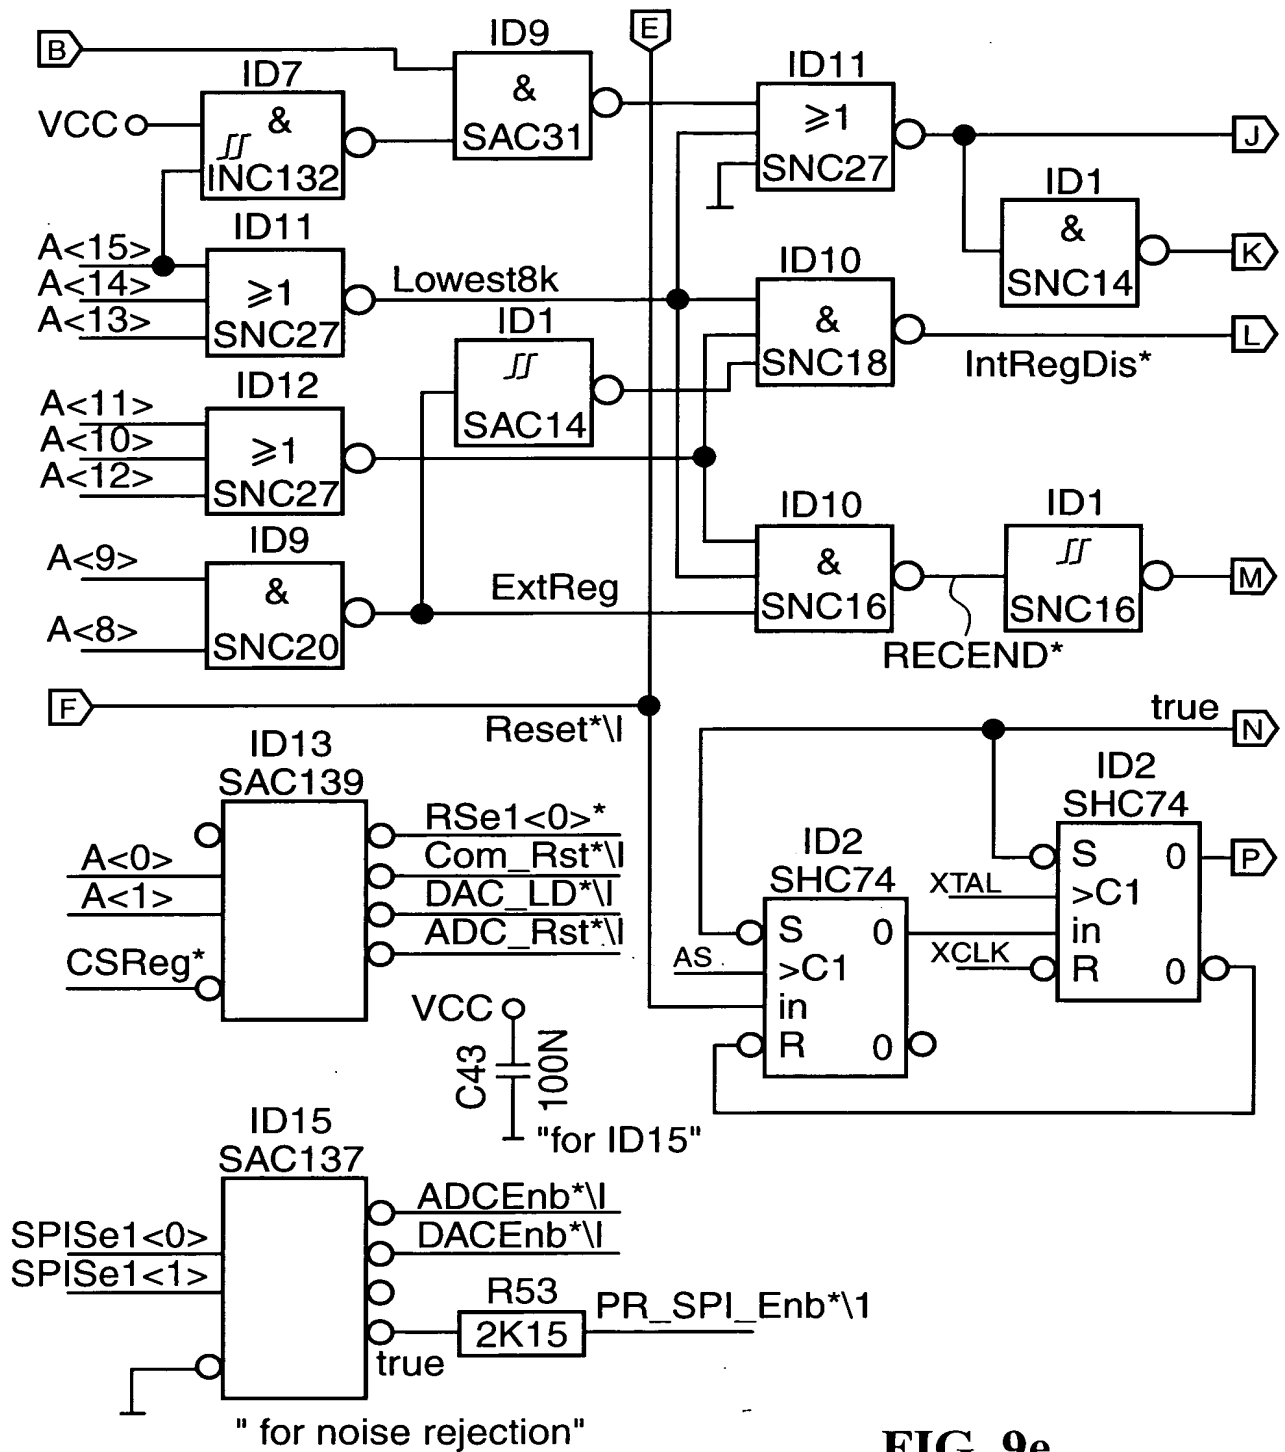 B
E
ID9
&
SAC31
ID7
&
INC132
VCC
ID11
≥1
SNC27
J
ID1
&
SNC14
K
A<15>
A<14>
A<13>
ID11
≥1
SNC27
Lowest8k
ID10
&
SNC18
L
IntRegDis*
ID1
SAC14
A<11>
A<10>
A<12>
ID12
≥1
SNC27
A<9>
A<8>
ID9
&
SNC20
ExtReg
ID10
&
SNC16
RECEND*
ID1
SNC16
M
F
Reset*\I
true
N
ID13
SAC139
A<0>
A<1>
CSReg*
RSe1<0>*
Com_Rst*\I
DAC_LD*\I
ADC_Rst*\I
ID2
SHC74
AS
S 0
>C1
in
R 0
ID2
SHC74
XTAL
XCLK
S 0
>C1
in
R 0
P
VCC
C43
100N
"for ID15"
ID15
SAC137
SPISe1<0>
SPISe1<1>
ADCEnb*\I
DACEnb*\I
R53
2K15
PR_SPI_Enb*\1
true
" for noise rejection"
FIG. 9e